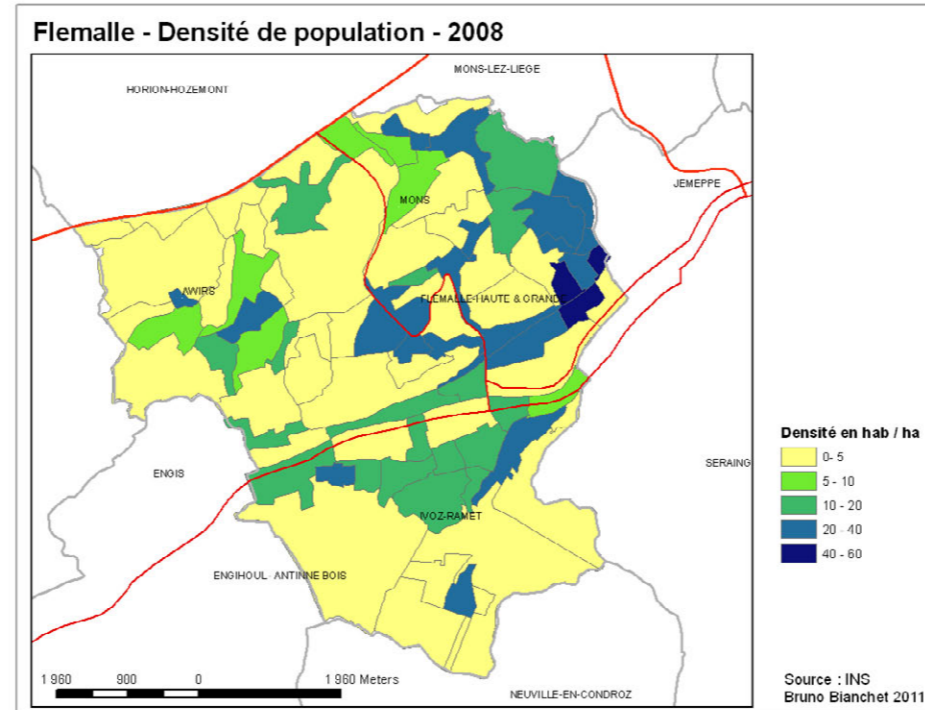 Flemalle - Densité de population - 2008
MONS-LEZ-LIEGE
HORION-HOZEMONT
JEMEPPE
MONS
AWIRS
FLEMALLE-HAUTE & GRANDE
Densité en hab / ha
0- 5
5 - 10
10 - 20
20 - 40
40 - 60
SERAING
ENGIS
IVOZ-RAMET
ENGIHOUL ANTINNE BOIS
1 960 900 0 1 960 Meters
NEUVILLE-EN-CONDROZ
Source : INS
Bruno Bianchet 2011